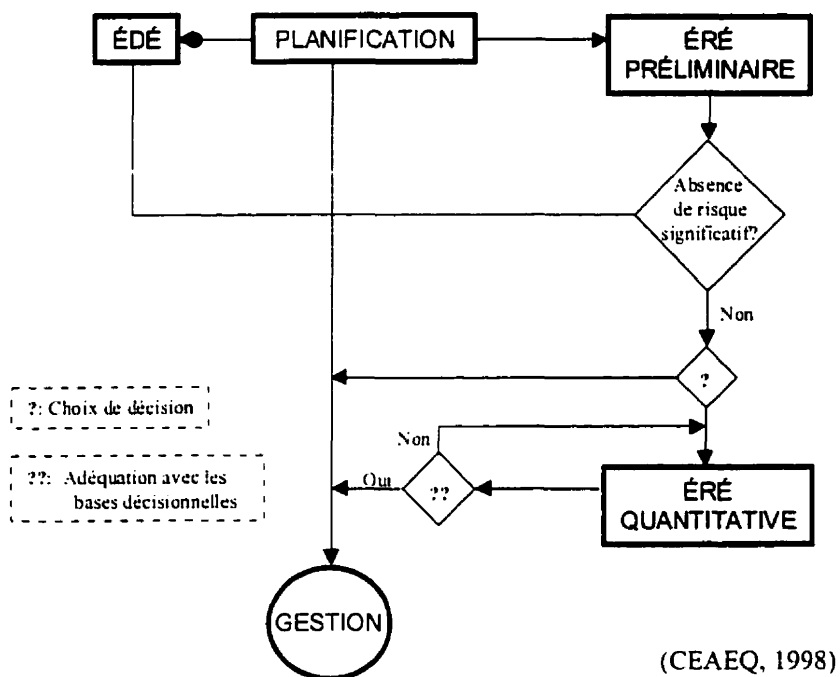 ÉDÉ
PLANIFICATION
ÉRÉ
PRÉLIMINAIRE
Absence
de risque
significatif?
Non
?
?: Choix de décision
Non
??: Adéquation avec les
bases décisionnelles
Oui
??
ÉRÉ
QUANTITATIVE
GESTION
(CEAEQ, 1998)